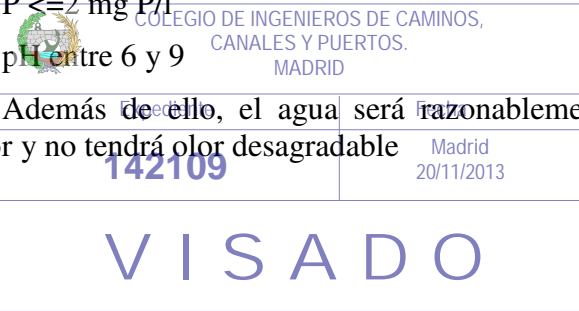 P <=2 mg P/l
COLEGIO DE INGENIEROS DE CAMINOS,
CANALES Y PUERTOS.
MADRID
pH entre 6 y 9
Además de ello, el agua será
Expediente
Fecha
r y no tendrá olor desagradable
142109
Madrid
20/11/2013
VISADO